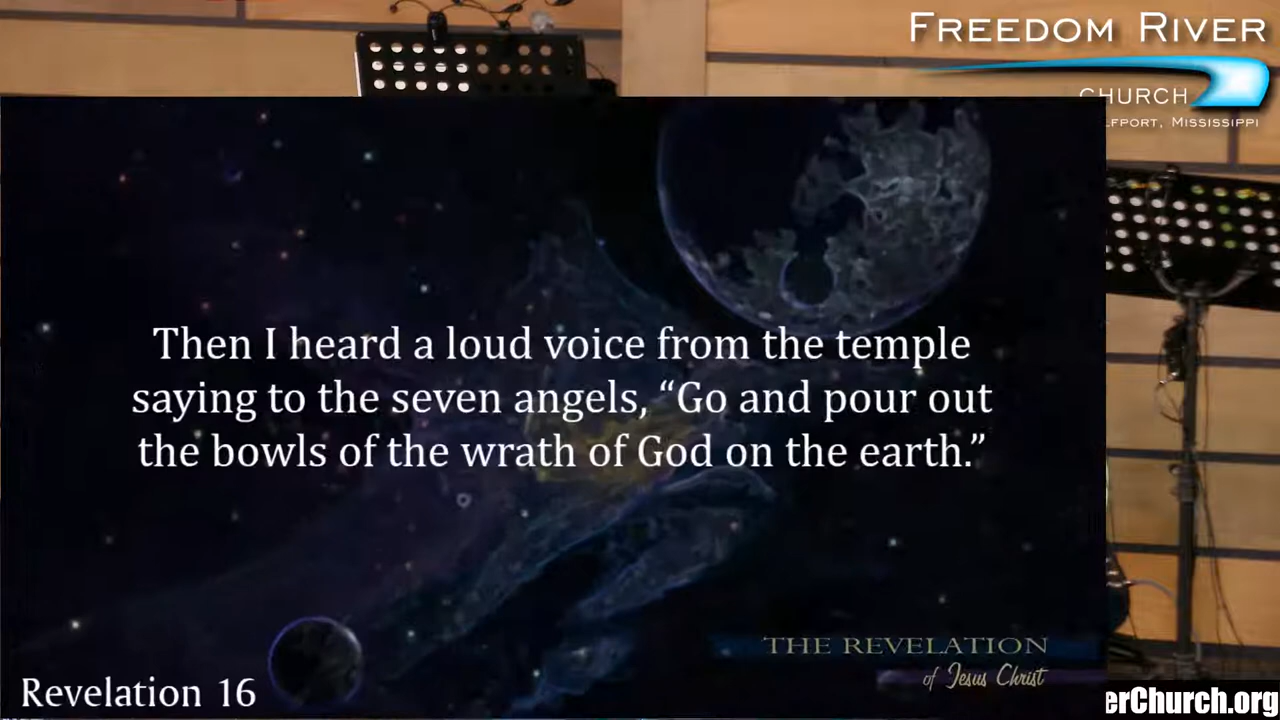 FREEDOM RIVER
CHURCH
LFPORT, MISSISSIPPI
Then I heard a loud voice from the temple
saying to the seven angels, “Go and pour out
the bowls of the wrath of God on the earth.”
THE REVELATION
of Jesus Christ
Revelation 16
erChurch.org